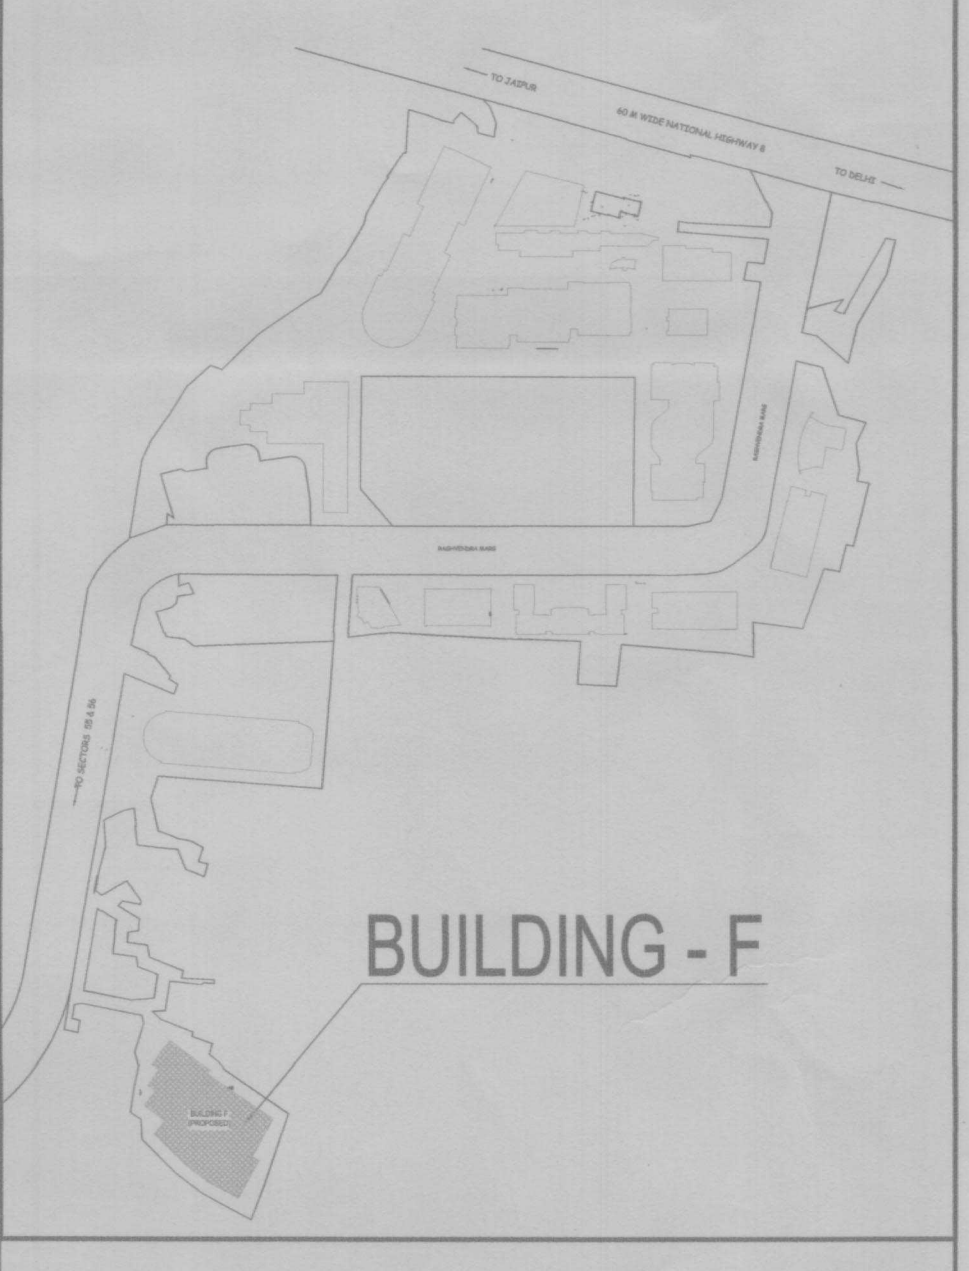 TO JAIPUR
60 M WIDE NATIONAL HIGHWAY 8
TO DELHI
TO SECTORS 55 & 56
BUILDING - F
BUILDING F
(PROPOSED)